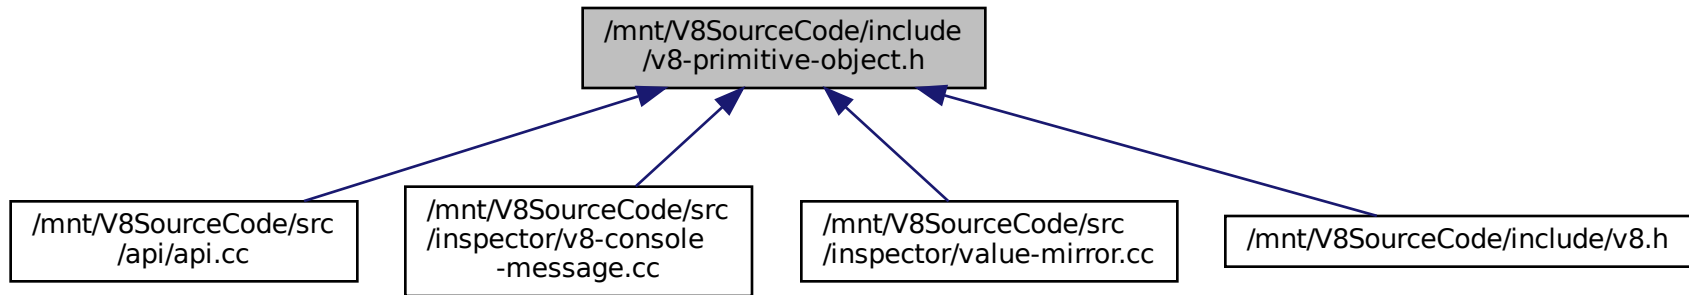 /mnt/V8SourceCode/include
/v8-primitive-object.h
/mnt/V8SourceCode/src
/api/api.cc
/mnt/V8SourceCode/src
/inspector/v8-console
-message.cc
/mnt/V8SourceCode/src
/inspector/value-mirror.cc
/mnt/V8SourceCode/include/v8.h